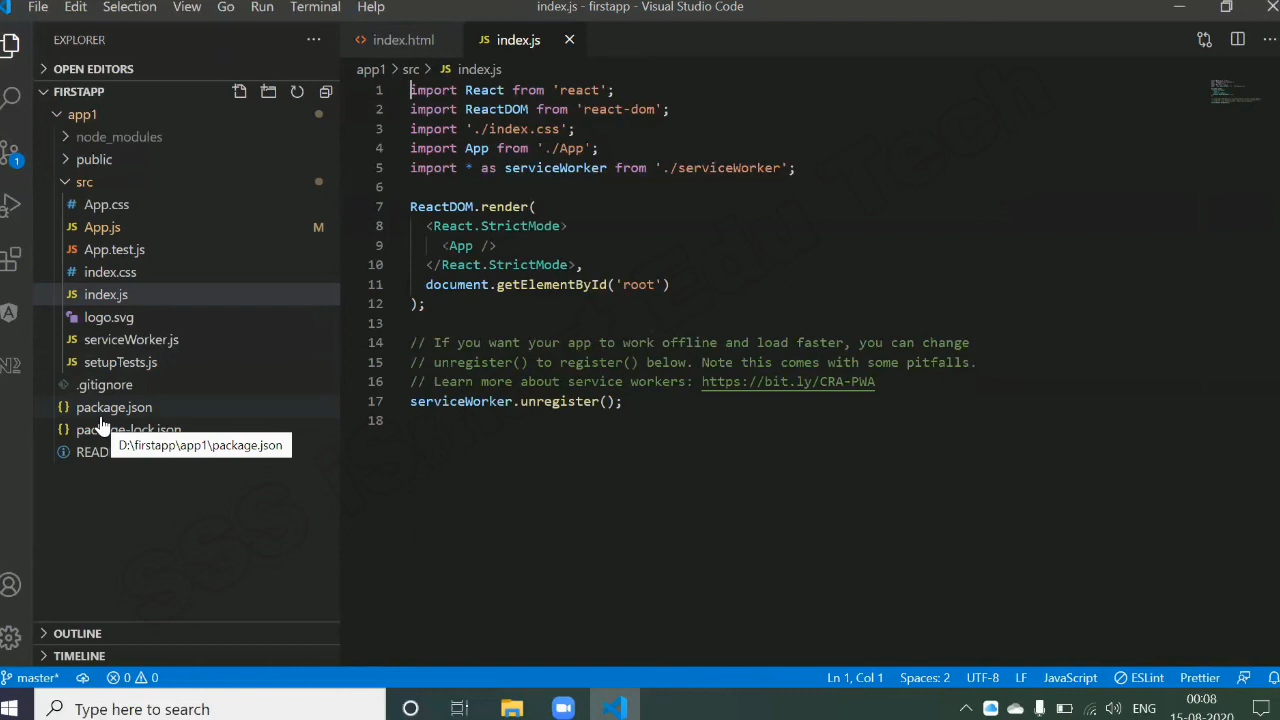 File Edit Selection View Go Run Terminal Help index.js - firstapp - Visual Studio Code
EXPLORER
OPEN EDITORS
FIRSTAPP
app1
node_modules
public
src
App.css
App.js M
App.test.js
index.css
index.js
logo.svg
serviceWorker.js
setupTests.js
.gitignore
package.json
package-lock.json
READ
D:\firstapp\app1\package.json
OUTLINE
TIMELINE
index.html index.js
app1 > src > JS index.js
1 import React from 'react';
2 import ReactDOM from 'react-dom';
3 import './index.css';
4 import App from './App';
5 import * as serviceWorker from './serviceWorker';
6
7 ReactDOM.render(
8 <React.StrictMode>
9 <App />
10 </React.StrictMode>,
11 document.getElementById('root')
12 );
13
14 // If you want your app to work offline and load faster, you can change
15 // unregister() to register() below. Note this comes with some pitfalls.
16 // Learn more about service workers: https://bit.ly/CRA-PWA
17 serviceWorker.unregister();
18
master* 0 0 Ln 1, Col 1 Spaces: 2 UTF-8 LF JavaScript ESLint Prettier
Type here to search ENG 00:08
15-08-2020